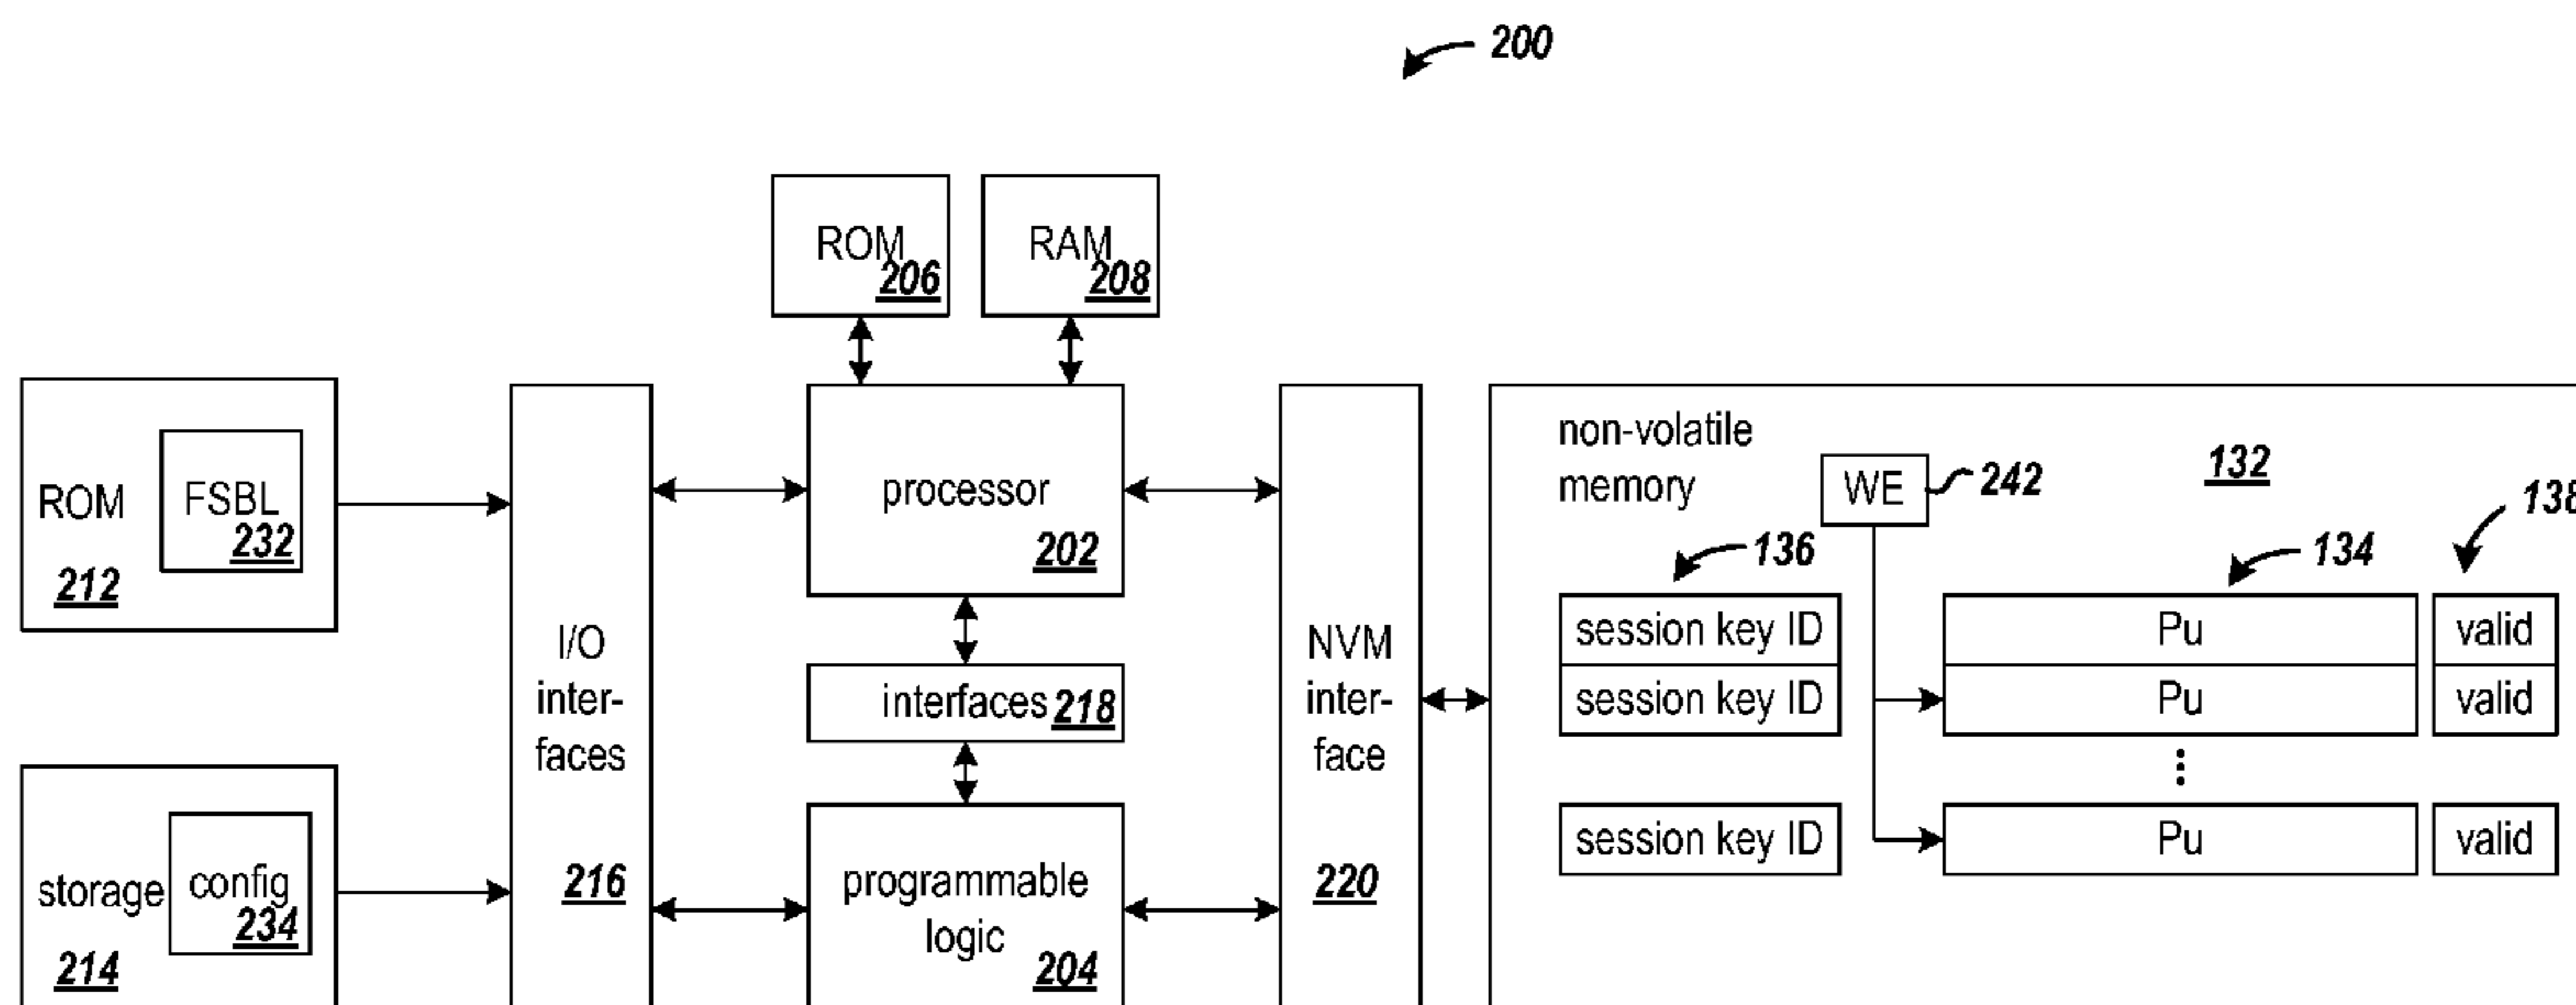 200
ROM
206
RAM
208
ROM
FSBL
232
212
storage
config
234
214
I/O
inter-
faces
216
processor
202
interfaces 218
programmable
logic
204
NVM
inter-
face
220
non-volatile
memory
WE
242
132
136
134
138
session key ID
Pu
valid
session key ID
Pu
valid
session key ID
Pu
valid